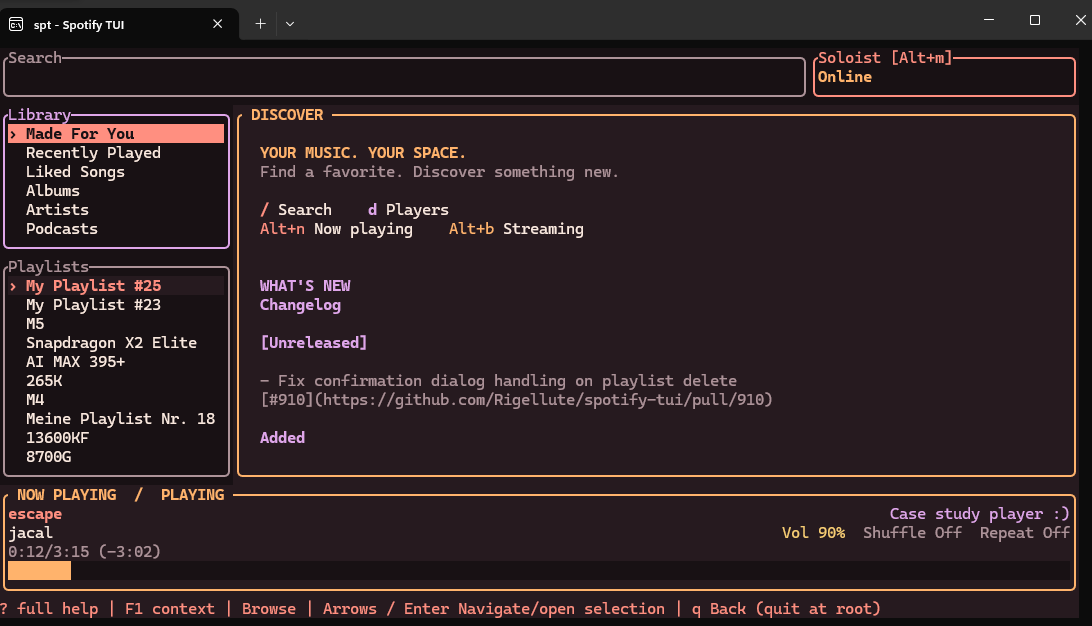 spt - Spotify TUI
Search
Soloist [Alt+m]
Online
Library
› Made For You
Recently Played
Liked Songs
Albums
Artists
Podcasts
Playlists
› My Playlist #25
My Playlist #23
M5
Snapdragon X2 Elite
AI MAX 395+
265K
M4
Meine Playlist Nr. 18
13600KF
8700G
DISCOVER
YOUR MUSIC. YOUR SPACE.
Find a favorite. Discover something new.
/ Search d Players
Alt+n Now playing Alt+b Streaming
WHAT'S NEW
Changelog
[Unreleased]
- Fix confirmation dialog handling on playlist delete
[#910](https://github.com/Rigellute/spotify-tui/pull/910)
Added
NOW PLAYING / PLAYING
escape Case study player :)
jacal Vol 90% Shuffle Off Repeat Off
0:12/3:15 (-3:02)
? full help | F1 context | Browse | Arrows / Enter Navigate/open selection | q Back (quit at root)